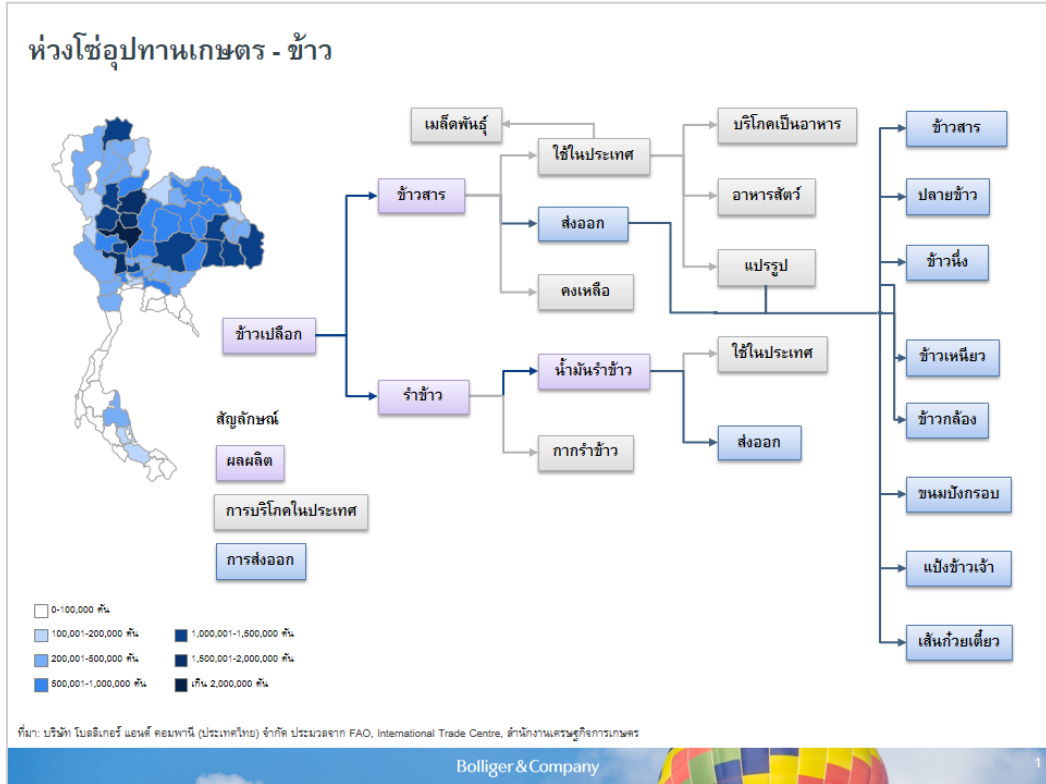 ห่วงโซ่อุปทานเกษตร - ข้าว
เมล็ดพันธุ์
บริโภคเป็นอาหาร
ข้าวสาร
ใช้ในประเทศ
ข้าวสาร
อาหารสัตว์
ปลายข้าว
ส่งออก
ข้าวนึ่ง
แปรรูป
คงเหลือ
ข้าวเปลือก
ใช้ในประเทศ
ข้าวเหนียว
น้ำมันรำข้าว
รำข้าว
ข้าวกล้อง
สัญลักษณ์
ส่งออก
กากรำข้าว
ผลผลิต
ขนมปังกรอบ
การบริโภคในประเทศ
การส่งออก
แป้งข้าวเจ้า
0-100,000 ตัน
100,001-200,000 ตัน
1,000,001-1,500,000 ตัน
เส้นก๋วยเตี๋ยว
200,001-500,000 ตัน
1,500,001-2,000,000 ตัน
500,001-1,000,000 ตัน
เกิน 2,000,000 ตัน
ที่มา: บริษัท โบลลิเกอร์ แอนด์ คอมพานี (ประเทศไทย) จำกัด ประมวลจาก FAO, International Trade Centre, สำนักงานเศรษฐกิจการเกษตร
Bolliger & Company
1